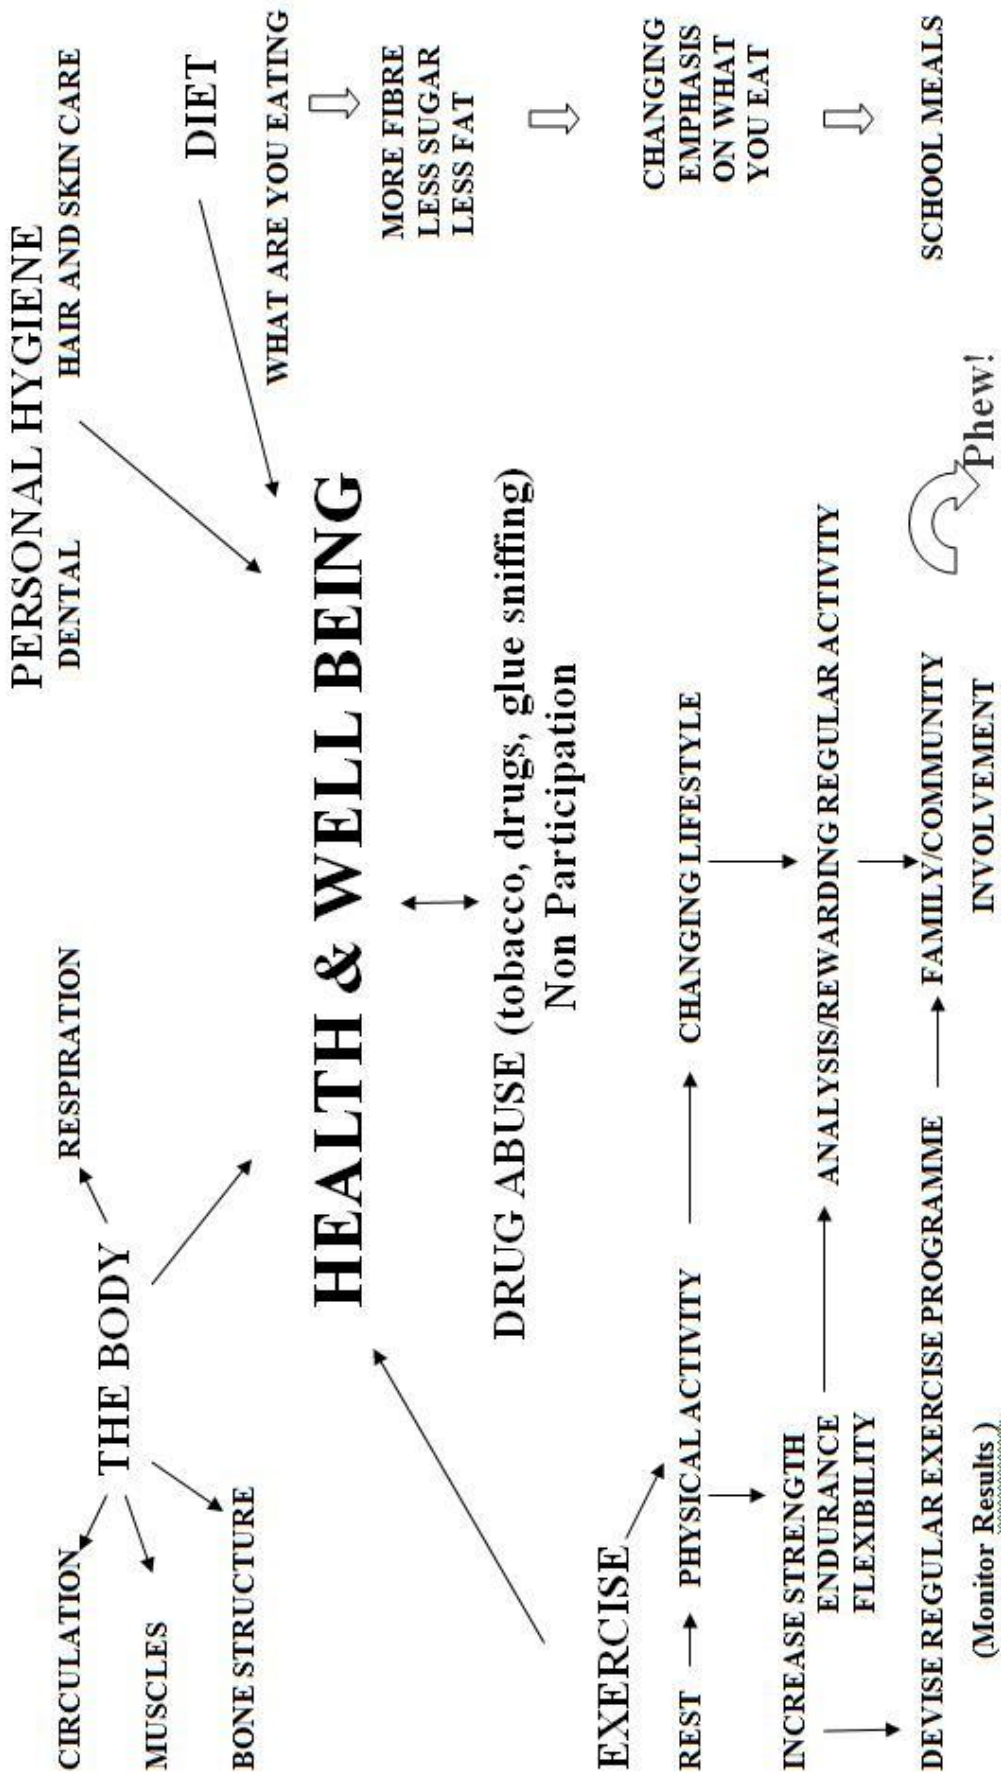 PERSONAL HYGIENE
DENTAL
HAIR AND SKIN CARE
CIRCULATION
RESPIRATION
THE BODY
MUSCLES
BONE STRUCTURE
DIET
WHAT ARE YOU EATING
MORE FIBRE
LESS SUGAR
LESS FAT
CHANGING
EMPHASIS
ON WHAT
YOU EAT
SCHOOL MEALS
HEALTH & WELL BEING
DRUG ABUSE (tobacco, drugs, glue sniffing)
Non Participation
EXERCISE
REST
PHYSICAL ACTIVITY
CHANGING LIFESTYLE
INCREASE STRENGTH
ENDURANCE
FLEXIBILITY
ANALYSIS/REWARDING REGULAR ACTIVITY
DEVISE REGULAR EXERCISE PROGRAMME
(Monitor Results.)
FAMILY/COMMUNITY
INVOLVEMENT
Phew!